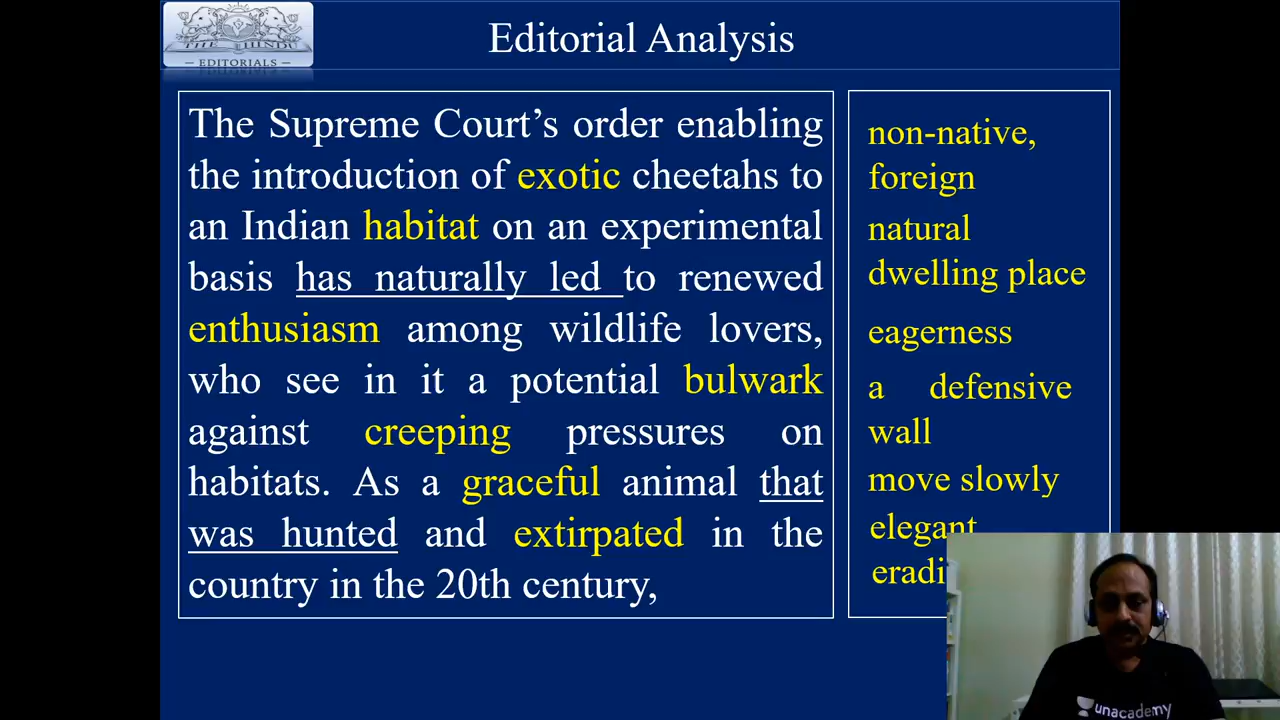 THE HINDU
— EDITORIALS —
Editorial Analysis
The Supreme Court’s order enabling
the introduction of exotic cheetahs to
an Indian habitat on an experimental
basis has naturally led to renewed
enthusiasm among wildlife lovers,
who see in it a potential bulwark
against creeping pressures on
habitats. As a graceful animal that
was hunted and extirpated in the
country in the 20th century,
non-native,
foreign
natural
dwelling place
eagerness
a defensive
wall
move slowly
elegant
unacademy